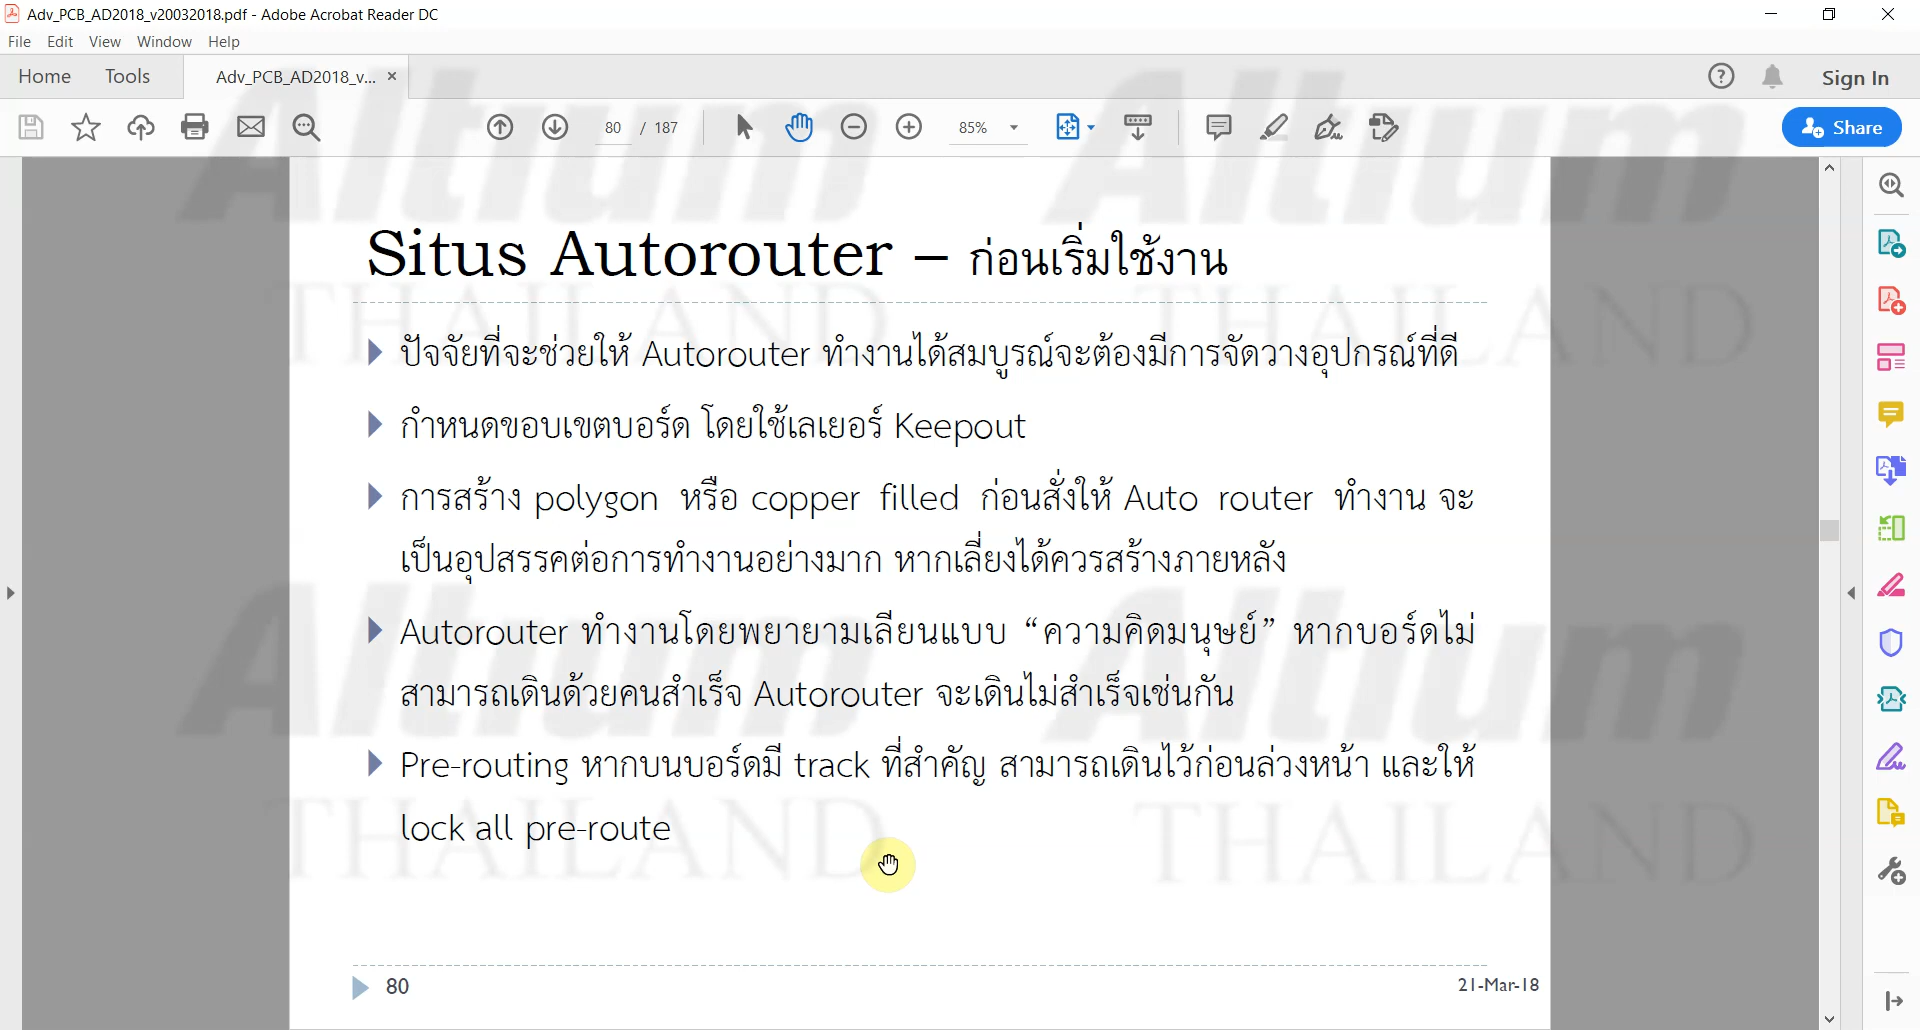 Adv_PCB_AD2018_v20032018.pdf - Adobe Acrobat Reader DC
File Edit View Window Help
Home Tools Adv_PCB_AD2018_v... × Sign In
80 / 187 85% Share
Altium Altium
THAILAND THAILAND
Situs Autorouter – ก่อนเริ่มใช้งาน
ปัจจัยที่จะช่วยให้ Autorouter ทำงานได้สมบูรณ์จะต้องมีการจัดวางอุปกรณ์ที่ดี
กำหนดขอบเขตบอร์ด โดยใช้เลเยอร์ Keepout
การสร้าง polygon หรือ copper filled ก่อนสั่งให้ Auto router ทำงาน จะ
เป็นอุปสรรคต่อการทำงานอย่างมาก หากเลี่ยงได้ควรสร้างภายหลัง
Altium Altium
Autorouter ทำงานโดยพยายามเลียนแบบ “ความคิดมนุษย์” หากบอร์ดไม่
สามารถเดินด้วยคนสำเร็จ Autorouter จะเดินไม่สำเร็จเช่นกัน
Pre-routing หากบนบอร์ดมี track ที่สำคัญ สามารถเดินไว้ก่อนล่วงหน้า และให้
lock all pre-route
THAILAND THAILAND
80 21-Mar-18